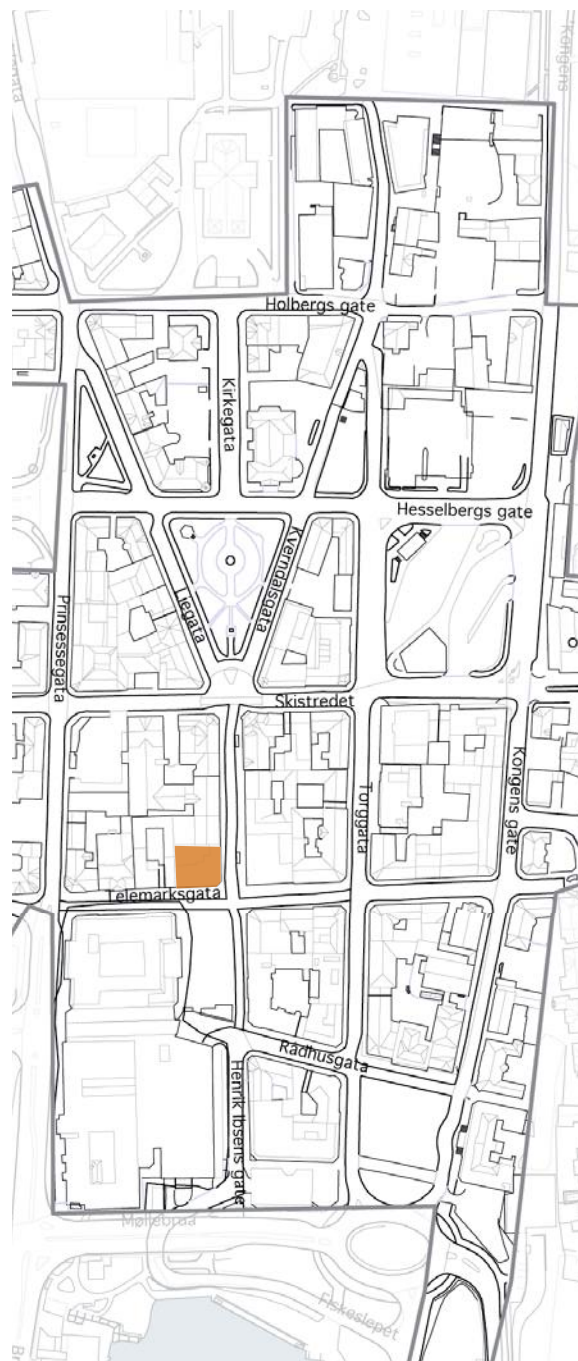 Kongens
Holbergs gate
Kirkegata
Hesselbergs gate
Kverndalsgata
Liegata
Prinsessegata
Skistredet
Torggata
Kongens gate
Telemarksgata
Rådhusgata
Henrik Ibsens gate
Møllebrua
Fiskeslepet